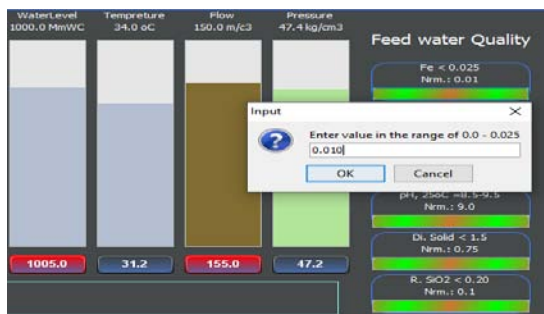 WaterLevel
1000.0 MmWC
Tempreture
34.0 oC
Flow
150.0 m/c3
Pressure
47.4 kg/cm3
Feed water Quality
Fe < 0.025
Nrm.: 0.01
Input
Enter value in the range of 0.0 - 0.025
0.010
OK
Cancel
pH, 25oC =8.5-9.5
Nrm.: 9.0
Di. Solid < 1.5
Nrm.: 0.75
R. SiO2 < 0.20
Nrm.: 0.1
1005.0
31.2
155.0
47.2